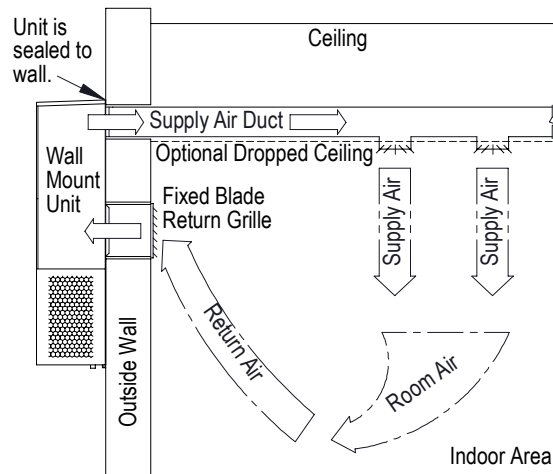 Unit is
sealed to
wall.
Ceiling
Supply Air Duct
Optional Dropped Ceiling
Wall
Mount
Unit
Fixed Blade
Return Grille
Supply Air
Supply Air
Return Air
Room Air
Outside Wall
Indoor Area